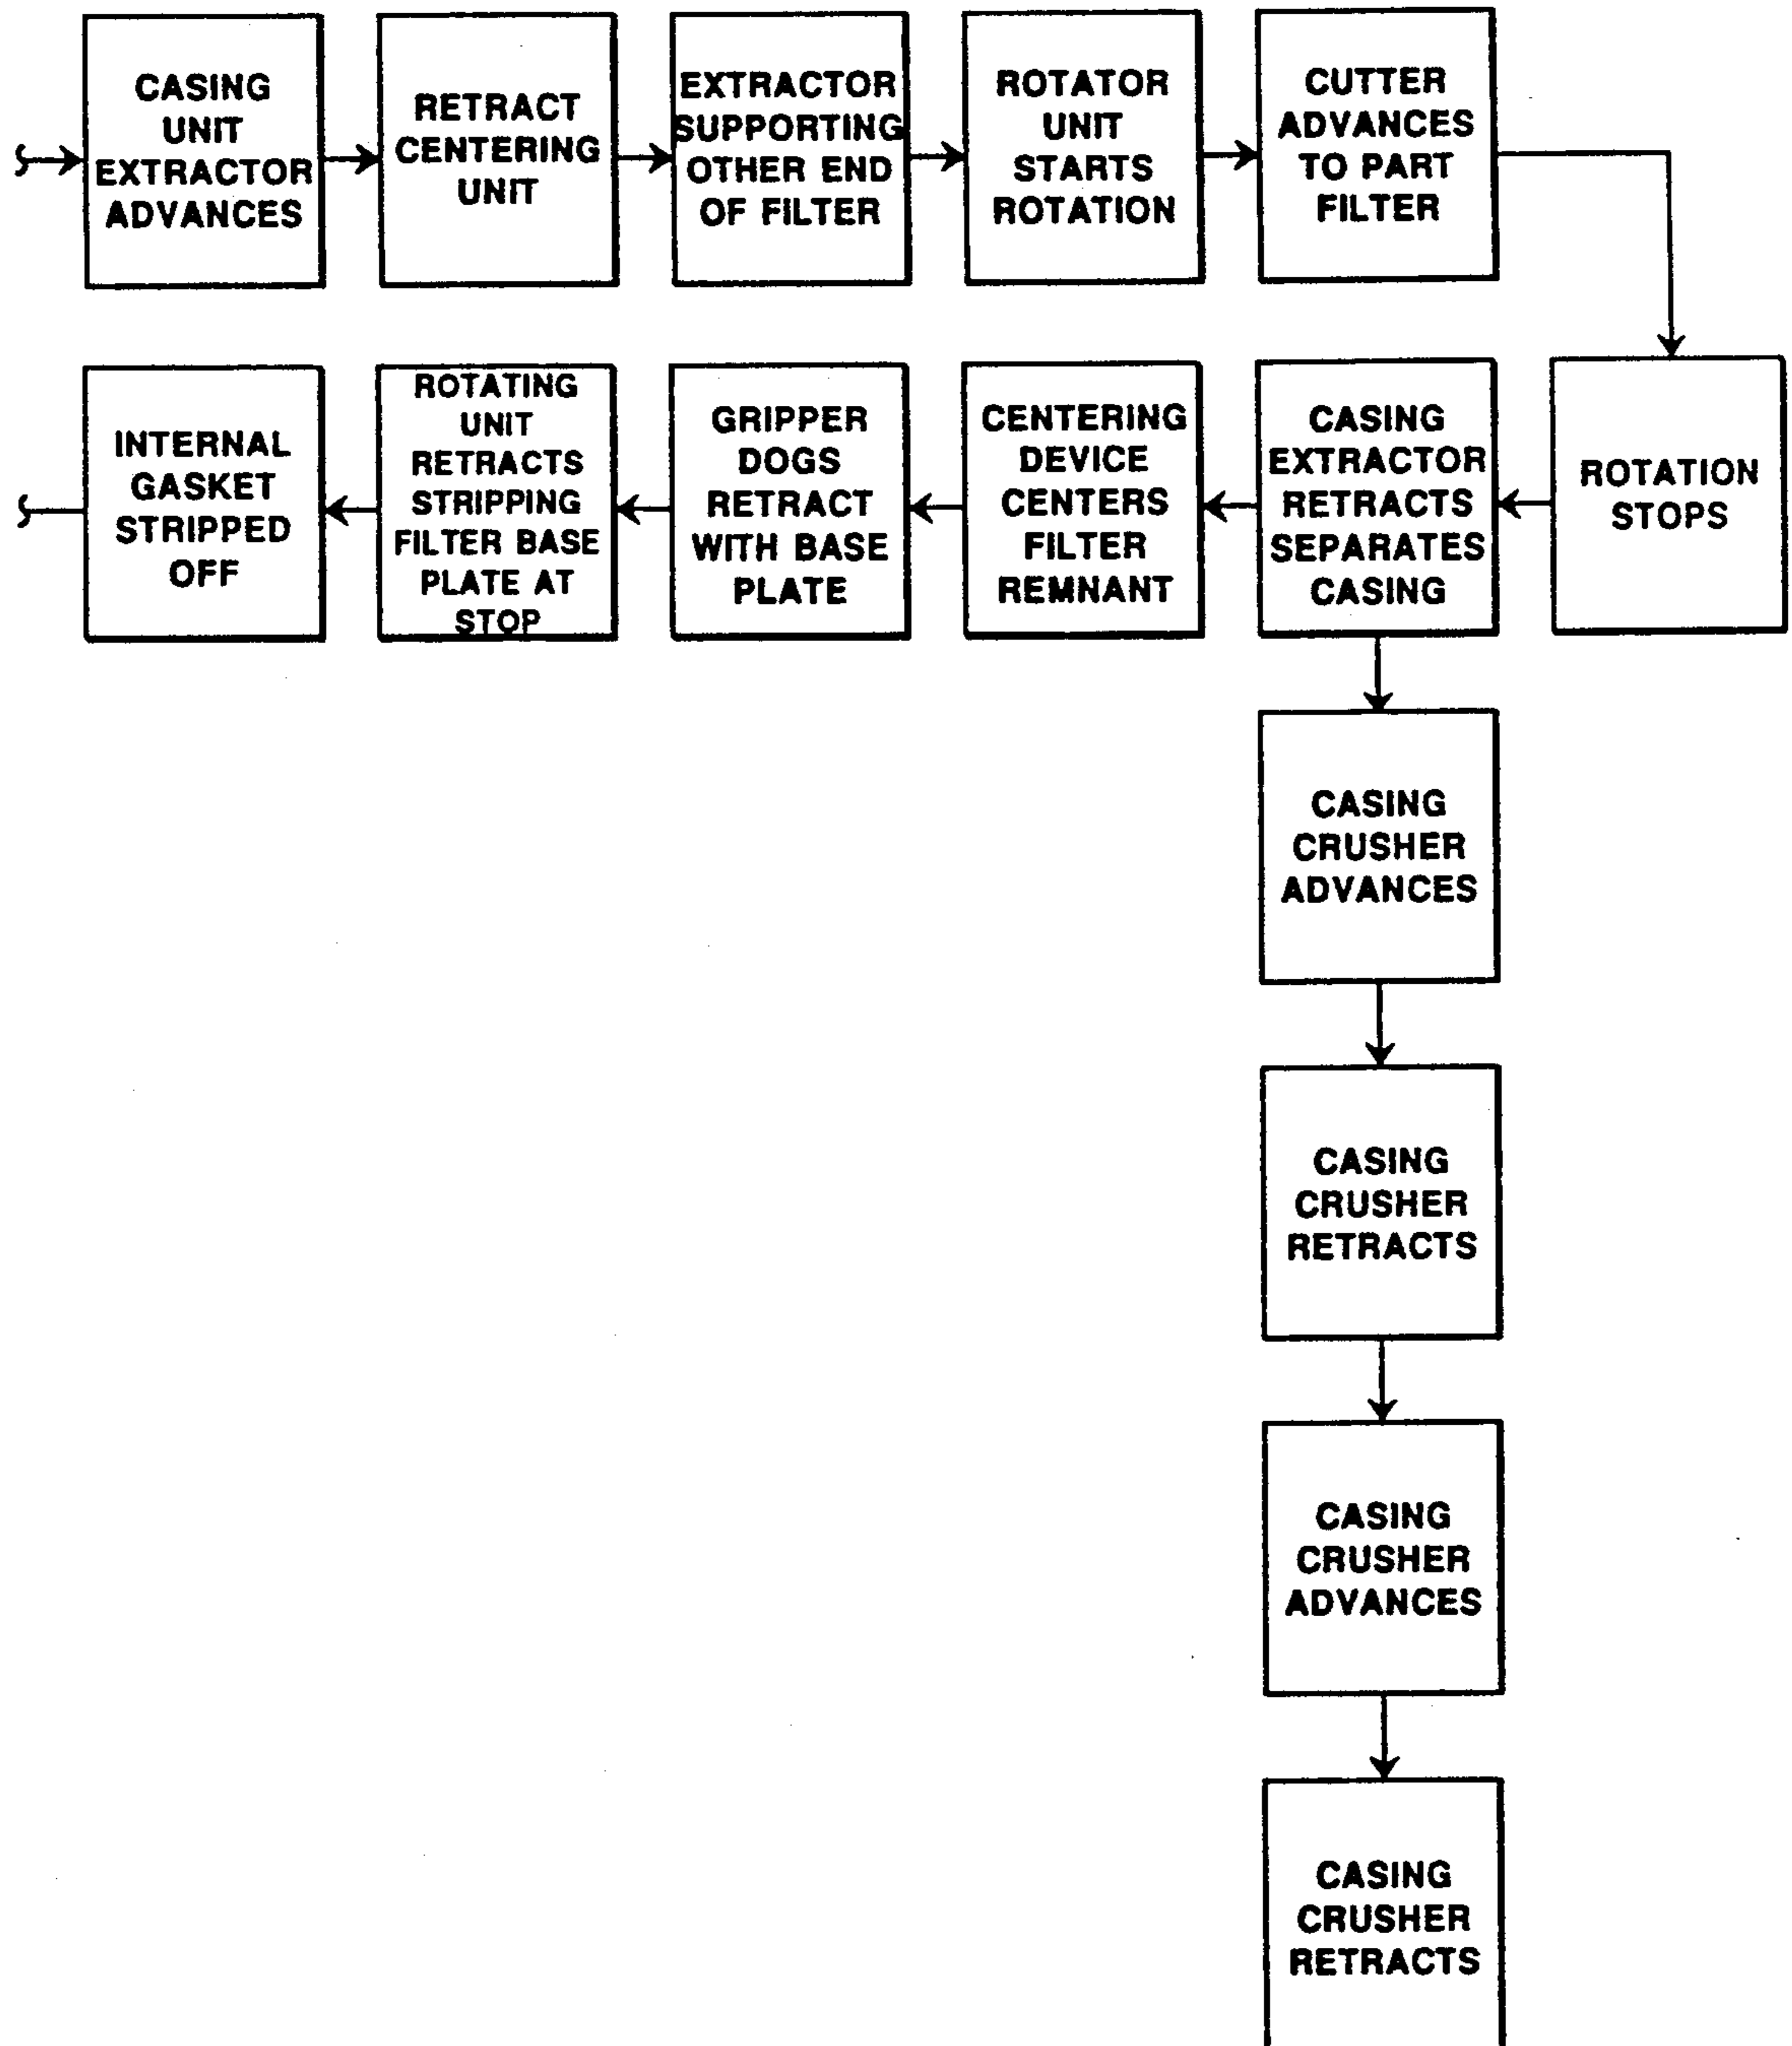 CASING
UNIT
EXTRACTOR
ADVANCES
RETRACT
CENTERING
UNIT
EXTRACTOR
SUPPORTING
OTHER END
OF FILTER
ROTATOR
UNIT
STARTS
ROTATION
CUTTER
ADVANCES
TO PART
FILTER
ROTATION
STOPS
CASING
EXTRACTOR
RETRACTS
SEPARATES
CASING
CENTERING
DEVICE
CENTERS
FILTER
REMNANT
GRIPPER
DOGS
RETRACT
WITH BASE
PLATE
ROTATING
UNIT
RETRACTS
STRIPPING
FILTER BASE
PLATE AT
STOP
INTERNAL
GASKET
STRIPPED
OFF
CASING
CRUSHER
ADVANCES
CASING
CRUSHER
RETRACTS
CASING
CRUSHER
ADVANCES
CASING
CRUSHER
RETRACTS